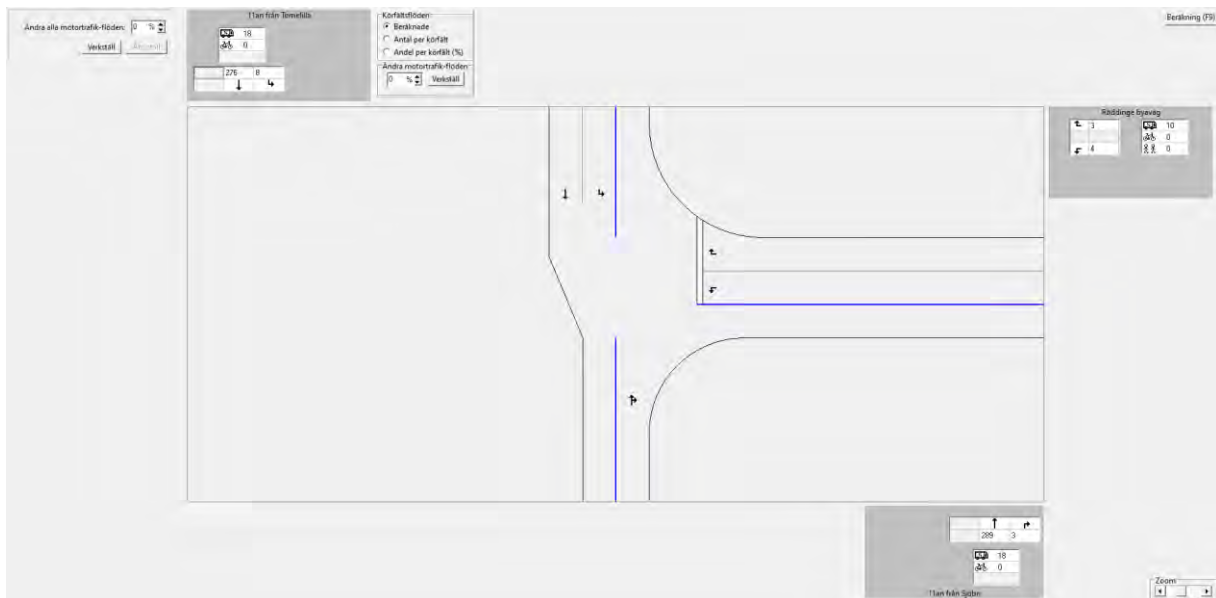 Ändra alla motortrafik-flöden: 0 %
Verkställ Återställ
11an från Tomelilla
18
0
276 8
Körfältsflöden
Beräknade
Antal per körfält
Andel per körfält (%)
Ändra motortrafik-flöden
0 % Verkställ
Beräkning (F9)
Röddinge byaväg
3 10
0
4 0
289 3
18
0
11an från Sjöbo
Zoom